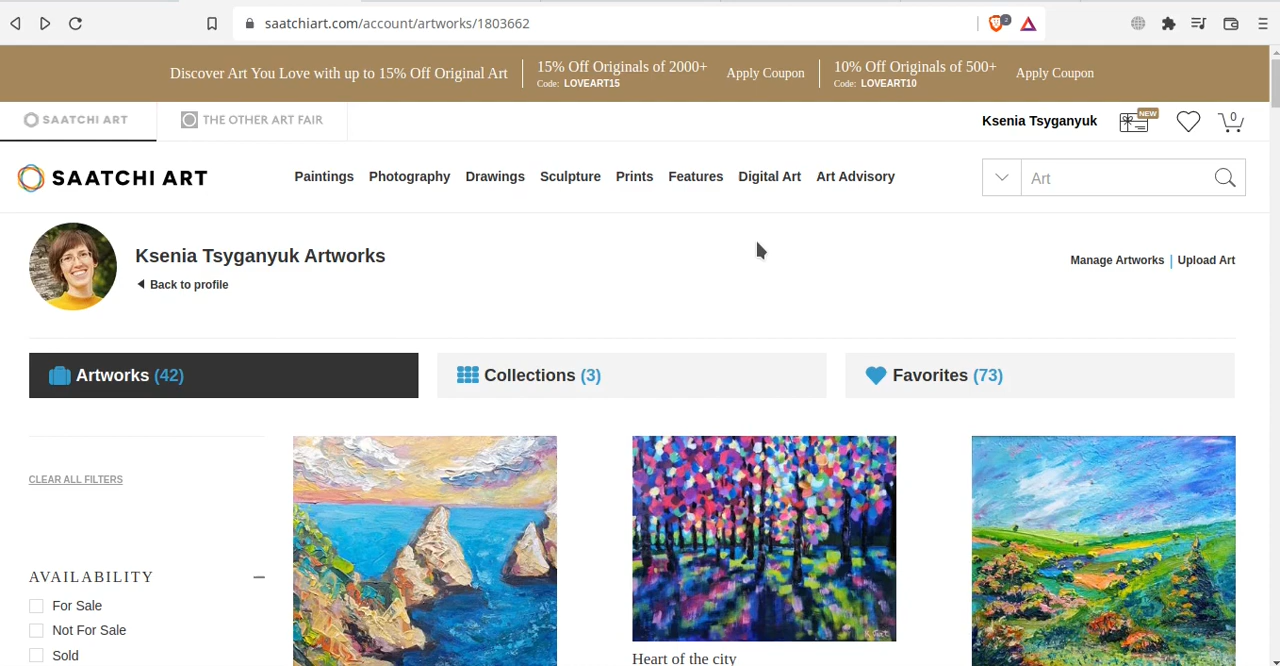 saatchiart.com/account/artworks/1803662
2
Discover Art You Love with up to 15% Off Original Art
15% Off Originals of 2000+
Code: LOVEART15
Apply Coupon
10% Off Originals of 500+
Code: LOVEART10
Apply Coupon
SAATCHI ART
THE OTHER ART FAIR
Ksenia Tsyganyuk
NEW
0
SAATCHI ART
Paintings Photography Drawings Sculpture Prints Features Digital Art Art Advisory
Art
Ksenia Tsyganyuk Artworks
Back to profile
Manage Artworks | Upload Art
Artworks (42)
Collections (3)
Favorites (73)
CLEAR ALL FILTERS
AVAILABILITY
For Sale
Not For Sale
Sold
Heart of the city